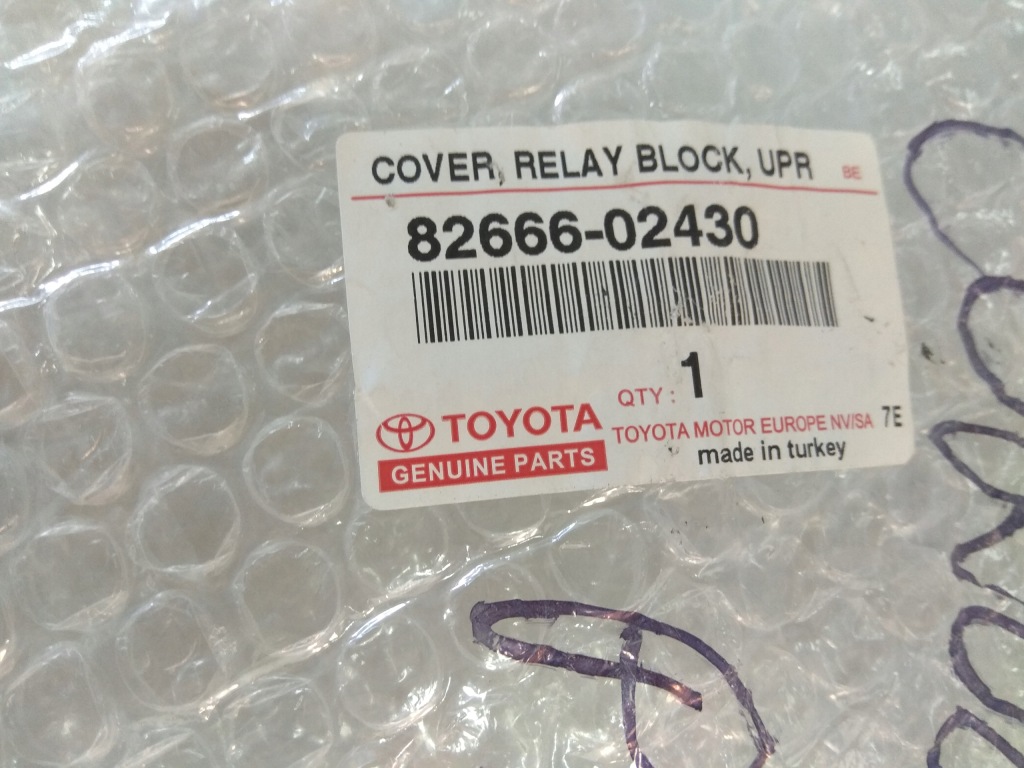 COVER, RELAY BLOCK, UPR BE
82666-02430
QTY : 1
TOYOTA
GENUINE PARTS
TOYOTA MOTOR EUROPE NV/SA 7E
made in turkey